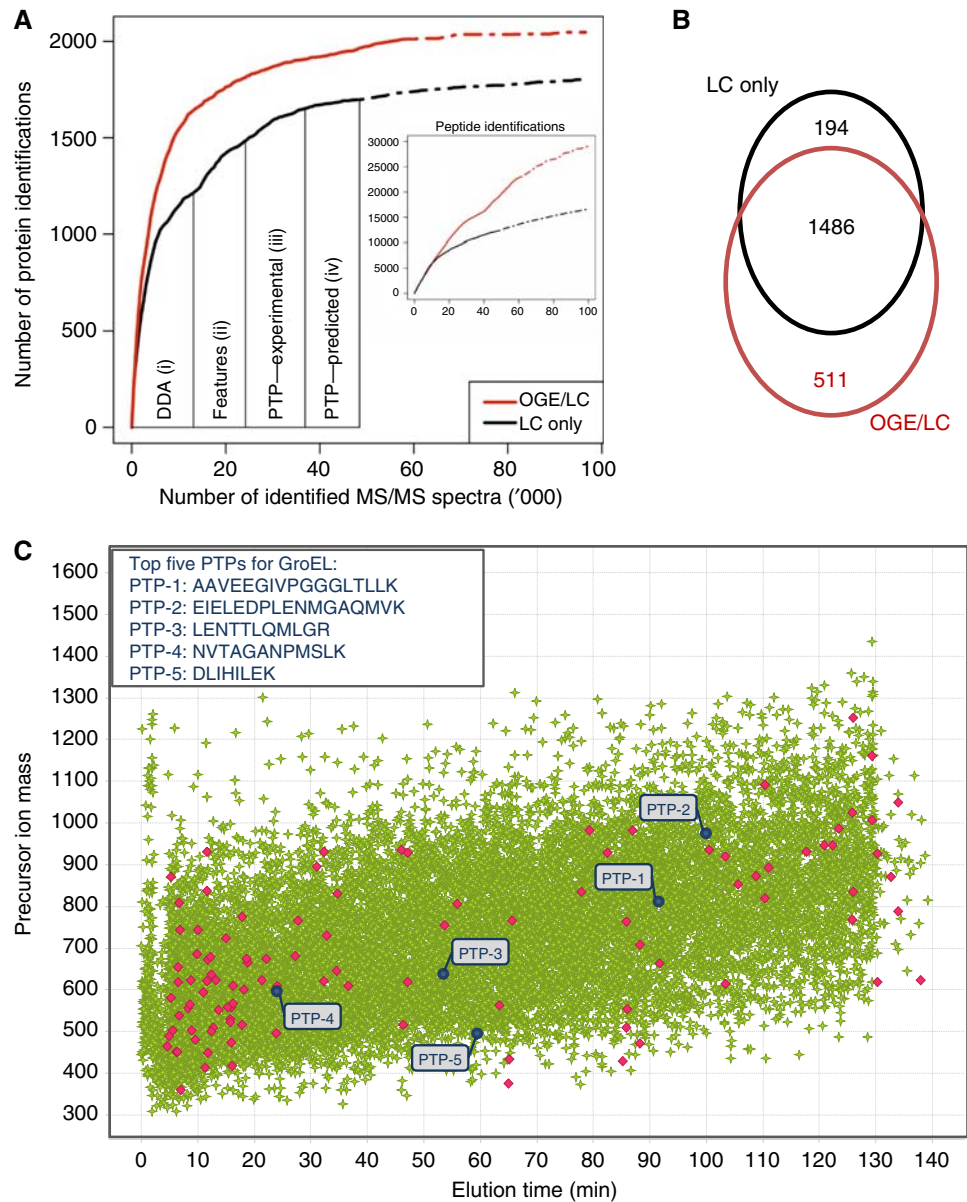 A
Number of protein identifications
2000
1500
1000
500
0
DDA (i)
Features (ii)
PTP—experimental (iii)
PTP—predicted (iv)
Peptide identifications
30000
25000
20000
15000
10000
5000
0
0 20 40 60 80 100
OGE/LC
LC only
0 20 40 60 80 100
Number of identified MS/MS spectra (′000)
B
LC only
194
1486
511
OGE/LC
C
Top five PTPs for GroEL:
PTP-1: AAVEEGIVPGGGLTLLK
PTP-2: EIELEDPLENMGAQMVK
PTP-3: LENTTLQMLGR
PTP-4: NVTAGANPMSLK
PTP-5: DLIHILEK
Precursor ion mass
1600
1500
1400
1300
1200
1100
1000
900
800
700
600
500
400
300
PTP-2
PTP-1
PTP-3
PTP-4
PTP-5
0 10 20 30 40 50 60 70 80 90 100 110 120 130 140
Elution time (min)